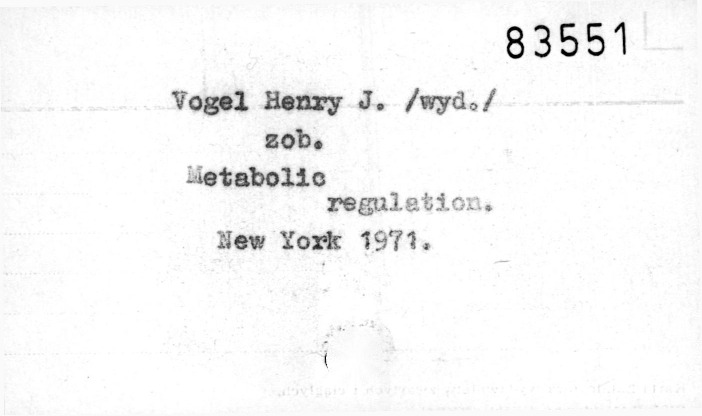 83551
Vogel Henry J. /wyd./
zob.
Metabolic
regulation.
New York 1971.